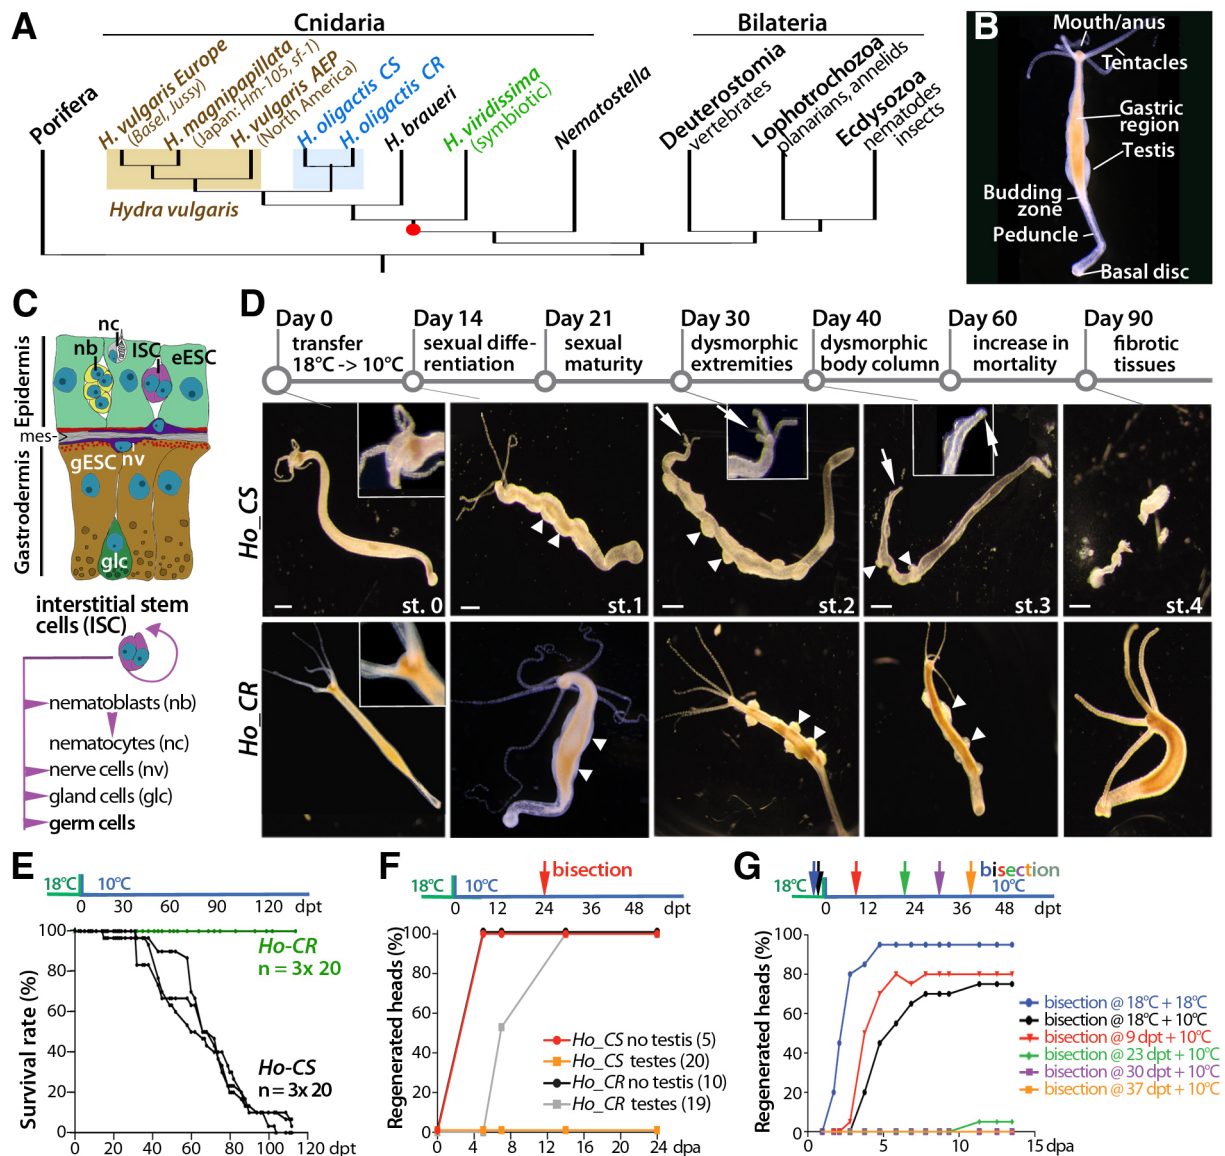 A
Cnidaria
Bilateria
Porifera
H. vulgaris Europe
(Basel, Jussy)
H. magnipapillata
(Japan: Hm-105, sf-1)
H. vulgaris AEP
(North America)
H. oligactis CS
H. oligactis CR
H. braueri
H. viridissima
(symbiotic)
Nematostella
Deuterostomia
vertebrates
Lophotrochozoa
planarians, annelids
Ecdysozoa
nematodes
insects
Hydra vulgaris
B
Mouth/anus
Tentacles
Gastric
region
Testis
Budding
zone
Peduncle
Basal disc
C
Epidermis
Gastrodermis
nc
nb
ISC
eESC
mes->
gESC
nv
glc
interstitial stem
cells (ISC)
nematoblasts (nb)
nematocytes (nc)
nerve cells (nv)
gland cells (glc)
germ cells
D
Day 0
transfer
18°C -> 10°C
Day 14
sexual diffe-
rentiation
Day 21
sexual
maturity
Day 30
dysmorphic
extremities
Day 40
dysmorphic
body column
Day 60
increase in
mortality
Day 90
fibrotic
tissues
Ho_CS
st. 0
st.1
st.2
st.3
st.4
Ho_CR
E
18°C 10°C
0 30 60 90 120 dpt
Survival rate (%)
100
80
60
40
20
0
Ho-CR
n = 3x 20
Ho-CS
n = 3x 20
0 20 40 60 80 100 120 dpt
F
bisection
18°C 10°C
0 12 24 36 48 dpt
Regenerated heads (%)
100
80
60
40
20
0
Ho_CS no testis (5)
Ho_CS testes (20)
Ho_CR no testis (10)
Ho_CR testes (19)
0 4 8 12 16 20 24 dpa
G
bisection
18°C 10°C
0 12 24 36 48 dpt
Regenerated heads (%)
100
80
60
40
20
0
bisection @ 18°C + 18°C
bisection @ 18°C + 10°C
bisection @ 9 dpt + 10°C
bisection @ 23 dpt + 10°C
bisection @ 30 dpt + 10°C
bisection @ 37 dpt + 10°C
0 5 10 15 dpa